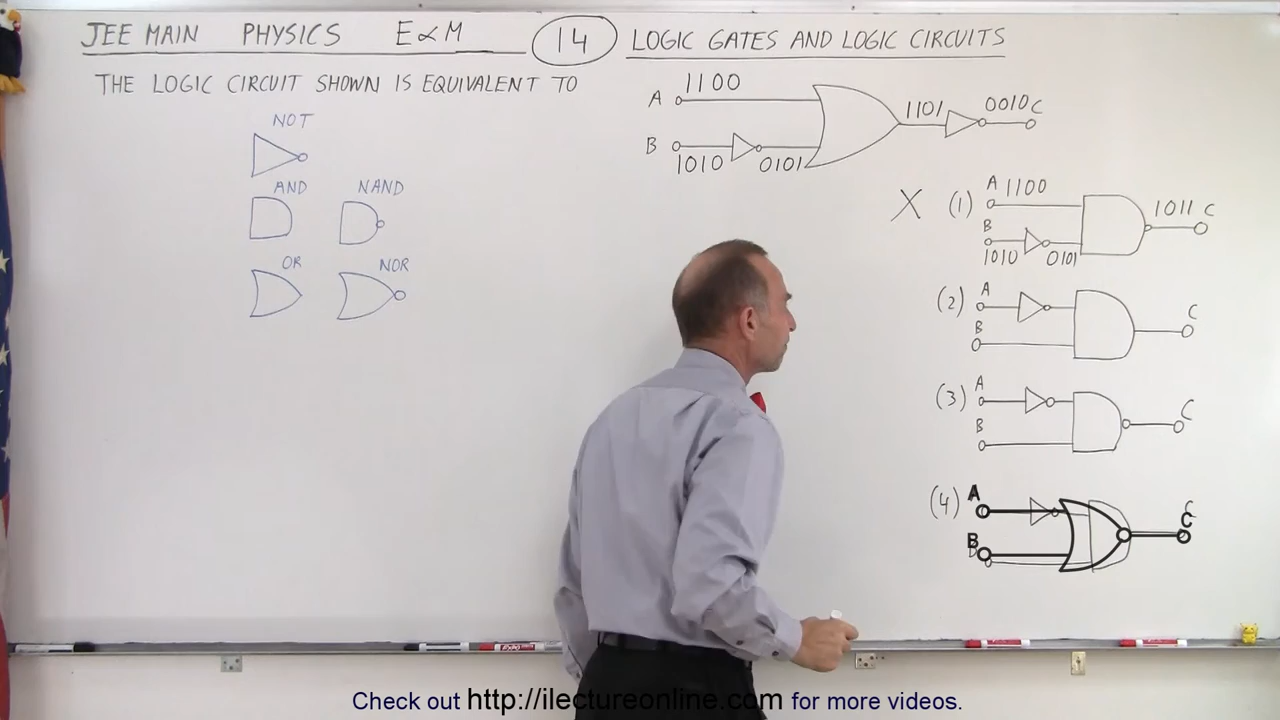 JEE MAIN PHYSICS E∝M 14 LOGIC GATES AND LOGIC CIRCUITS
THE LOGIC CIRCUIT SHOWN IS EQUIVALENT TO
NOT
AND NAND
OR NOR
A 1100
1101 0010 C
B 1010 0101
X (1) A 1100
1011 C
B
1010 0101
(2) A
C
B
(3) A
C
B
(4) A
C
B
EXPO
Check out http://ilectureonline.com for more videos.